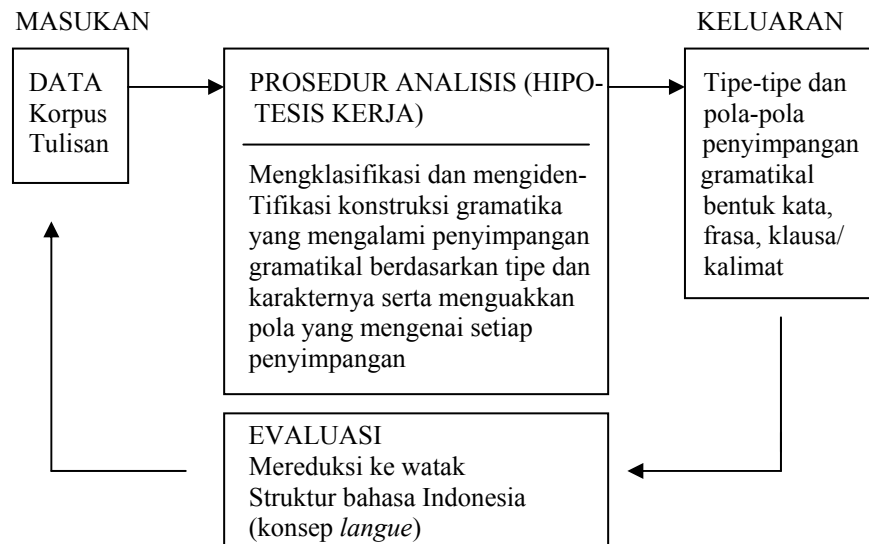 MASUKAN
KELUARAN
DATA
Korpus
Tulisan
PROSEDUR ANALISIS (HIPO-
TESIS KERJA)
Mengklasifikasi dan mengiden-
Tifikasi konstruksi gramatika
yang mengalami penyimpangan
gramatikal berdasarkan tipe dan
karakternya serta menguakkan
pola yang mengenai setiap
penyimpangan
Tipe-tipe dan
pola-pola
penyimpangan
gramatikal
bentuk kata,
frasa, klausa/
kalimat
EVALUASI
Mereduksi ke watak
Struktur bahasa Indonesia
(konsep langue)